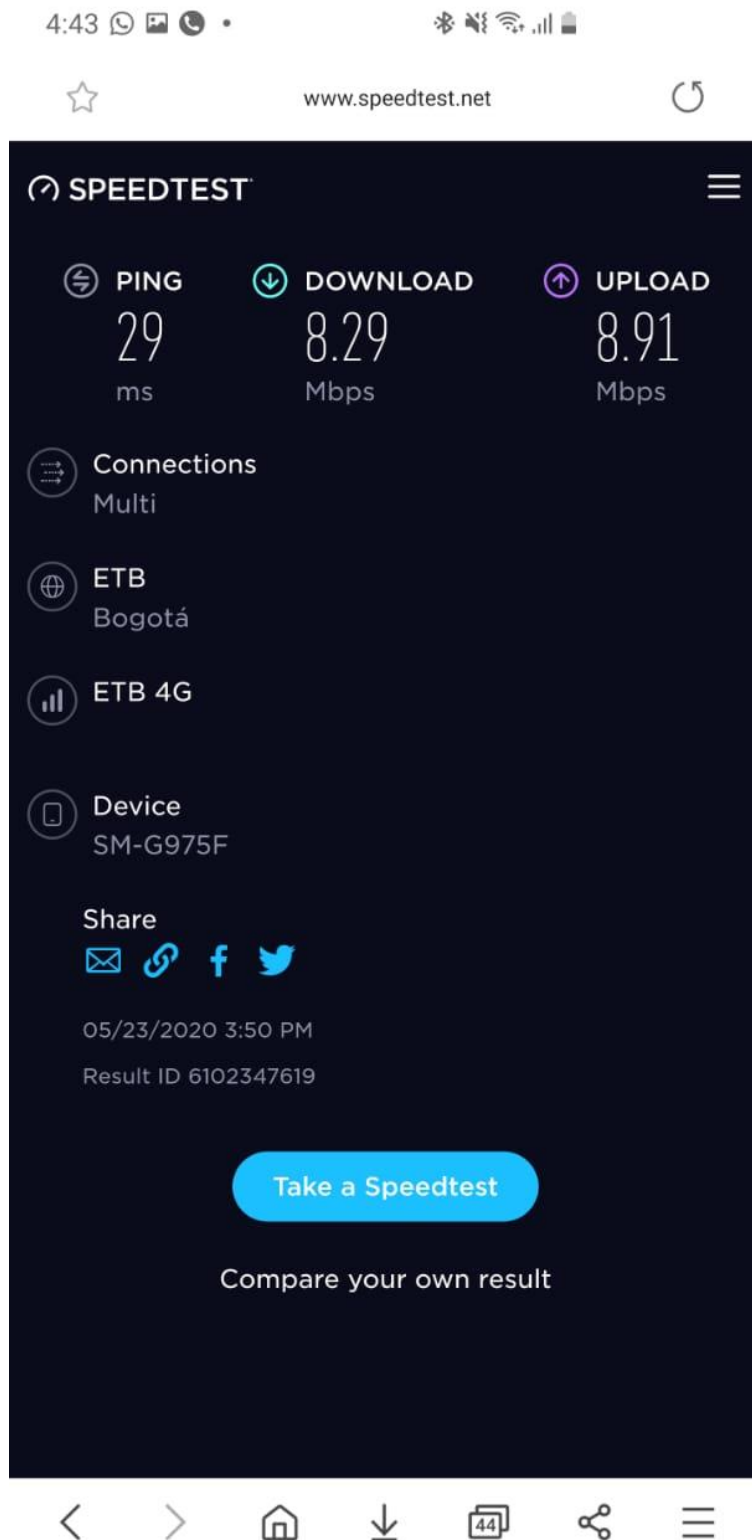 4:43
www.speedtest.net
SPEEDTEST
PING DOWNLOAD UPLOAD
29 8.29 8.91
ms Mbps Mbps
Connections
Multi
ETB
Bogotá
ETB 4G
Device
SM-G975F
Share
05/23/2020 3:50 PM
Result ID 6102347619
Take a Speedtest
Compare your own result
44